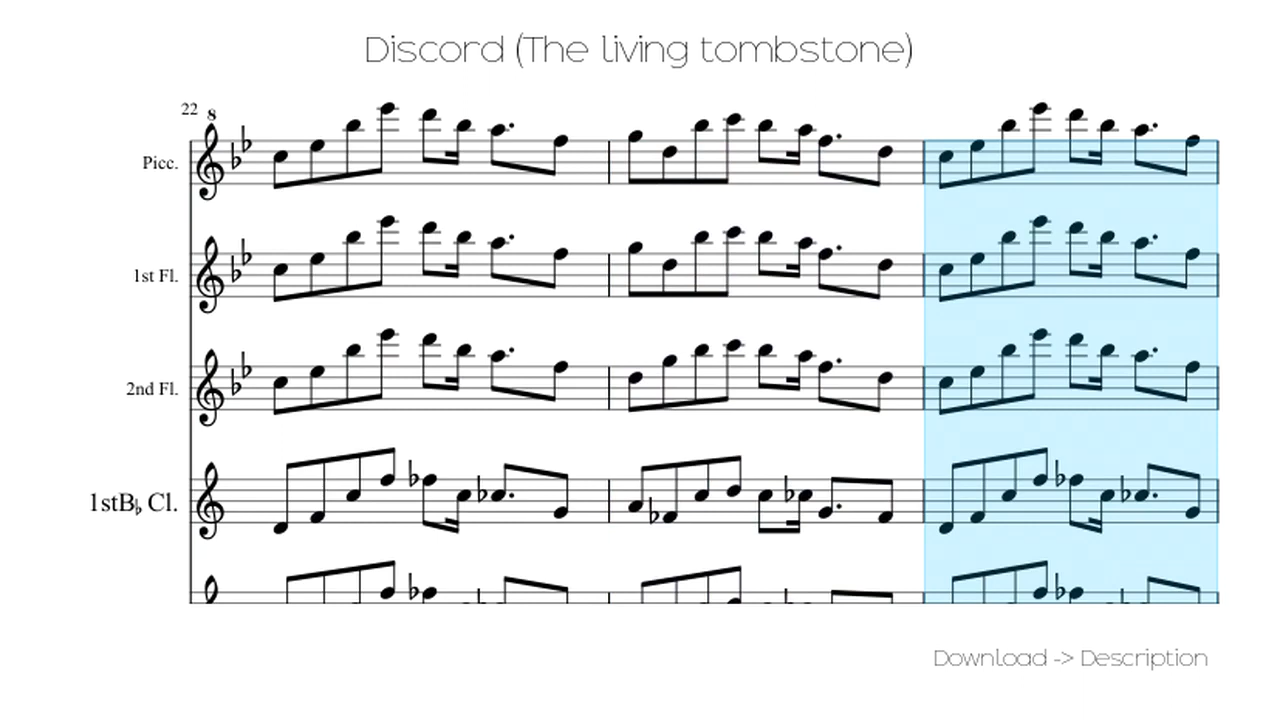 Discord (The living tombstone)
22
8
Picc.
1st Fl.
2nd Fl.
1stB♭ Cl.
Download -> Description